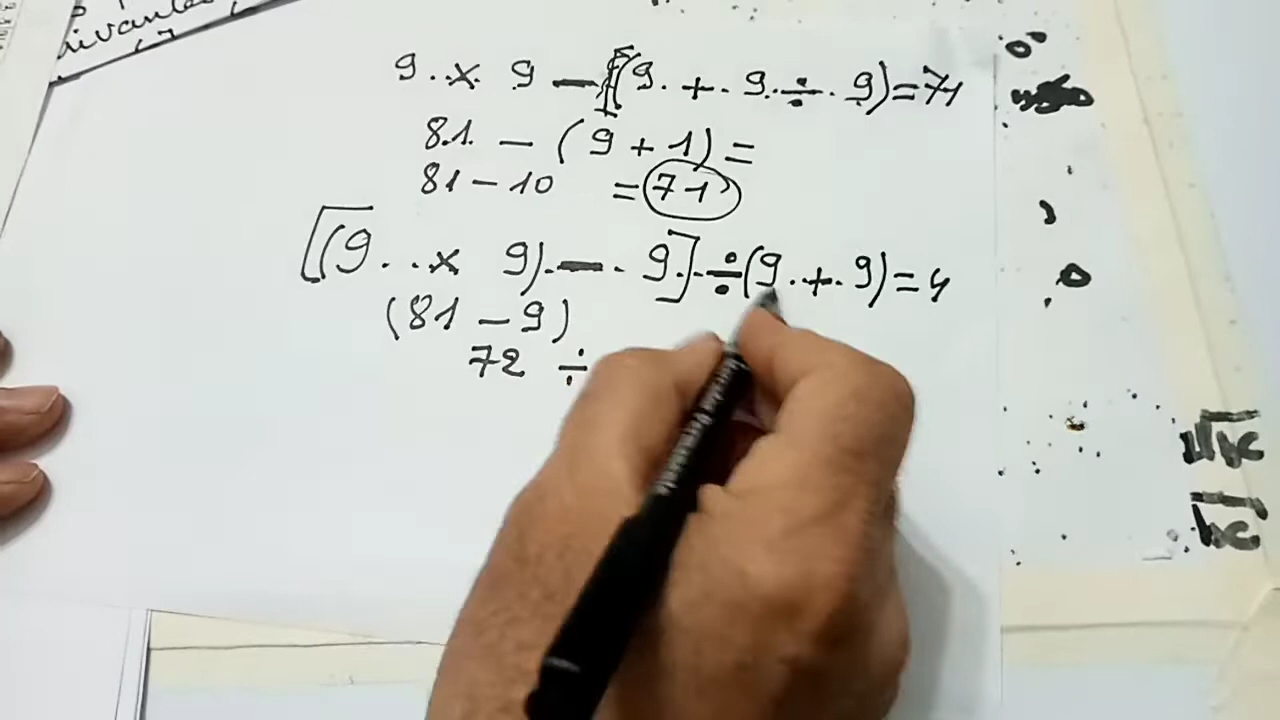 9 .. × 9 — [(9 . + . 9 . ÷ . 9) = 71
81 — (9 + 1) =
81 – 10 = 71
[(9 .. × 9) . — . 9 .] . ÷ (9 . + . 9) = 4
(81 – 9)
72 ÷